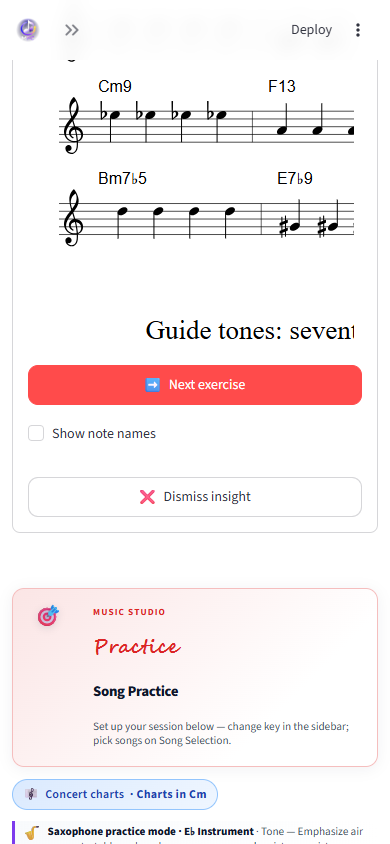 Deploy
Cm9 F13
Bm7♭5 E7♭9
Guide tones: sevent
Next exercise
Show note names
Dismiss insight
MUSIC STUDIO
Practice
Song Practice
Set up your session below — change key in the sidebar;
pick songs on Song Selection.
Concert charts · Charts in Cm
Saxophone practice mode · E♭ Instrument · Tone — Emphasize air